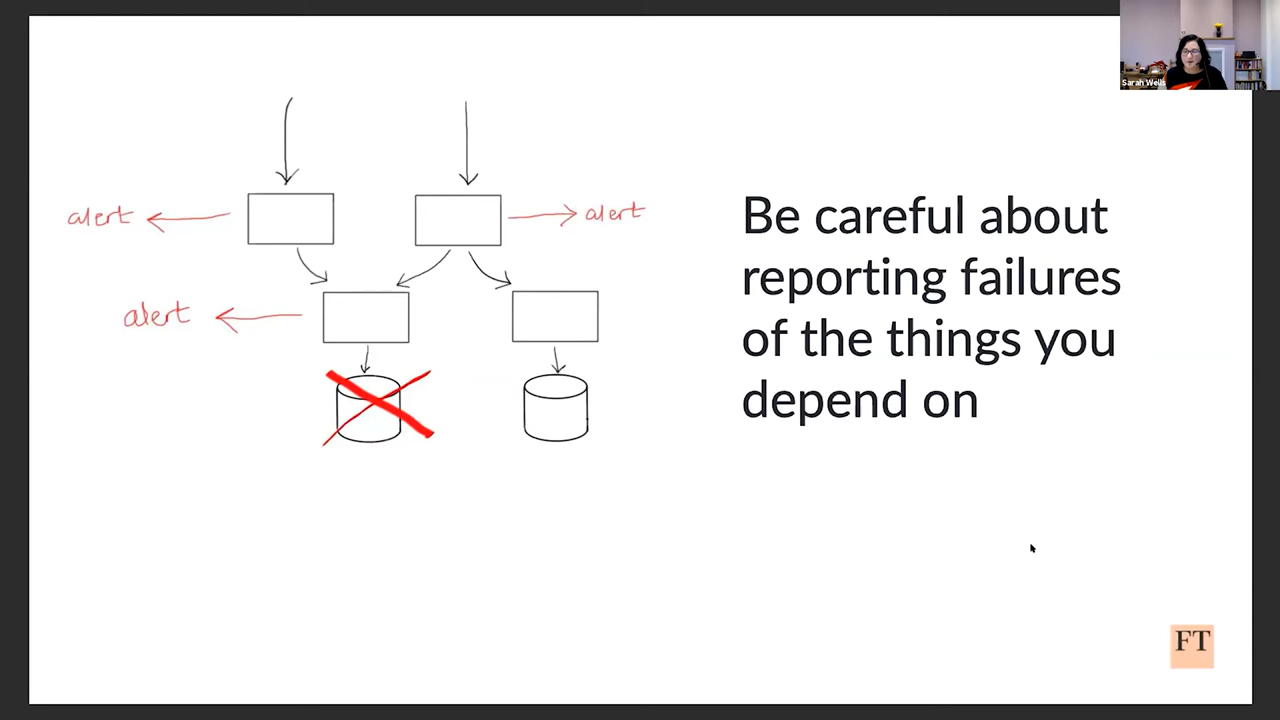 Sarah Wells
alert
alert
alert
Be careful about
reporting failures
of the things you
depend on
FT